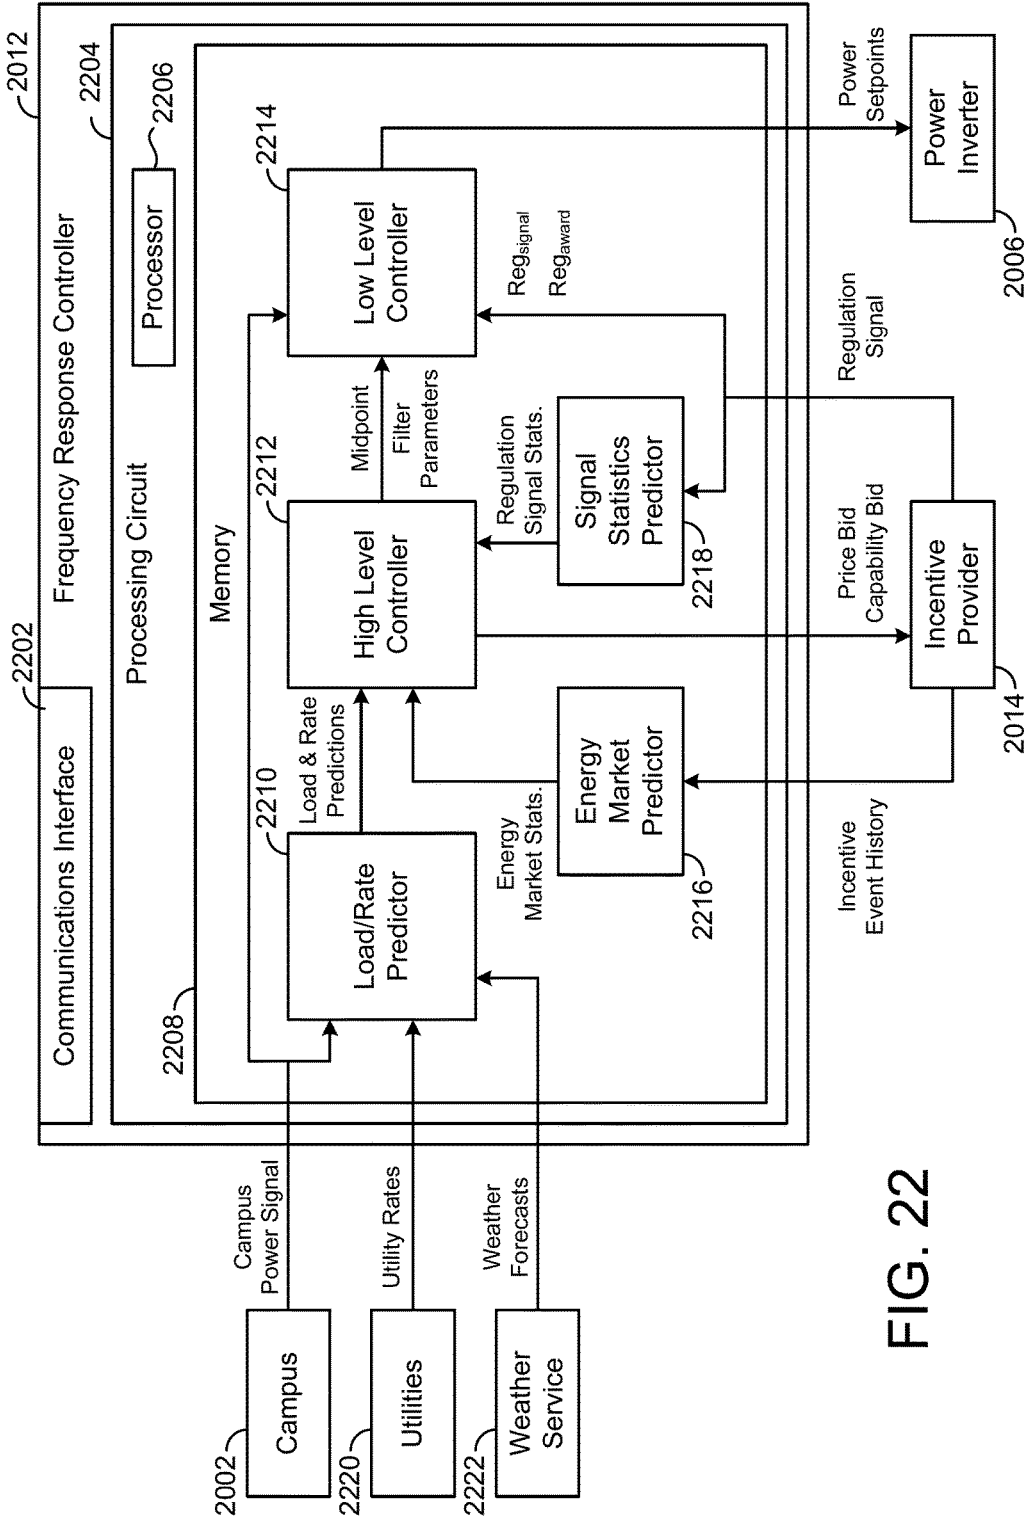 2202
Communications Interface
Frequency Response Controller
2012
Processing Circuit
2204
Processor
2206
2208
Memory
Campus
Power Signal
2002
Campus
Utility Rates
2220
Utilities
Weather
Forecasts
2222
Weather
Service
2210
Load/Rate
Predictor
Load & Rate
Predictions
2212
High Level
Controller
Midpoint
Filter
Parameters
2214
Low Level
Controller
Energy
Market Stats.
Energy
Market
Predictor
2216
Regulation
Signal Stats.
Signal
Statistics
Predictor
2218
Regsignal
Regaward
Incentive
Event History
Price Bid
Capability Bid
Regulation
Signal
Power
Setpoints
Incentive
Provider
2014
Power
Inverter
2006
FIG. 22